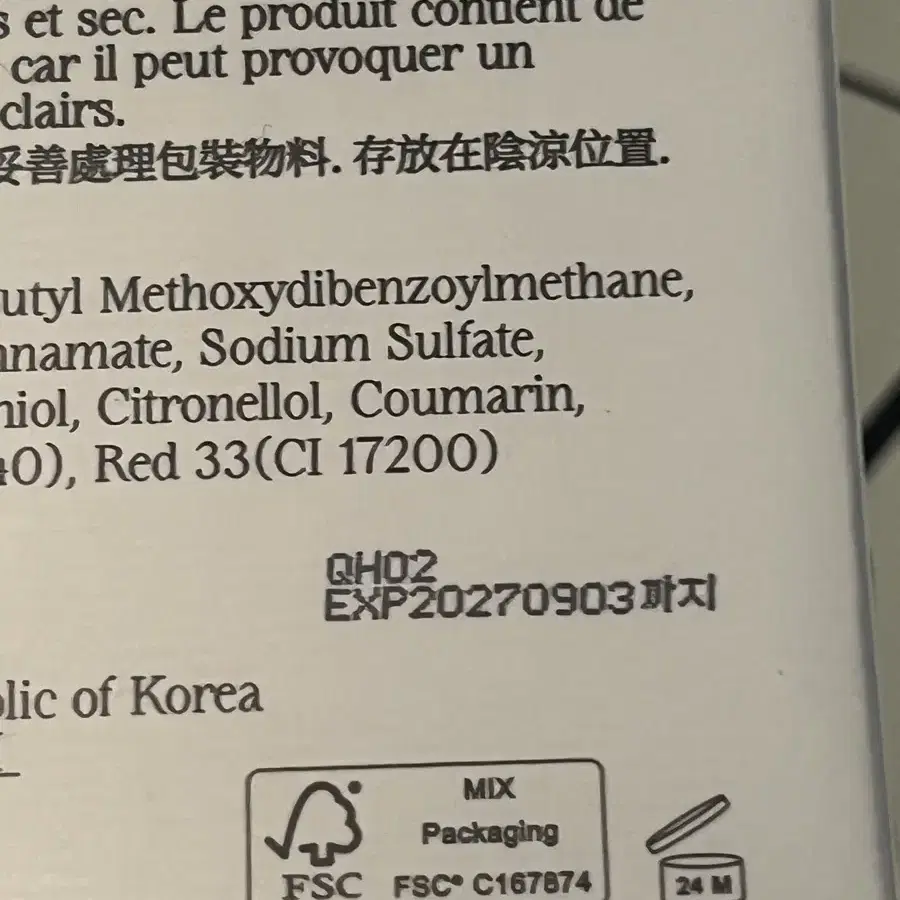 et sec. Le produit contient de
car il peut provoquer un
clairs.
妥善處理包裝物料. 存放在陰涼位置.
utyl Methoxydibenzoylmethane,
nnamate, Sodium Sulfate,
niol, Citronellol, Coumarin,
0), Red 33(CI 17200)
QH02
EXP20270903까지
lic of Korea
MIX
Packaging
FSC FSC® C167874
24 M